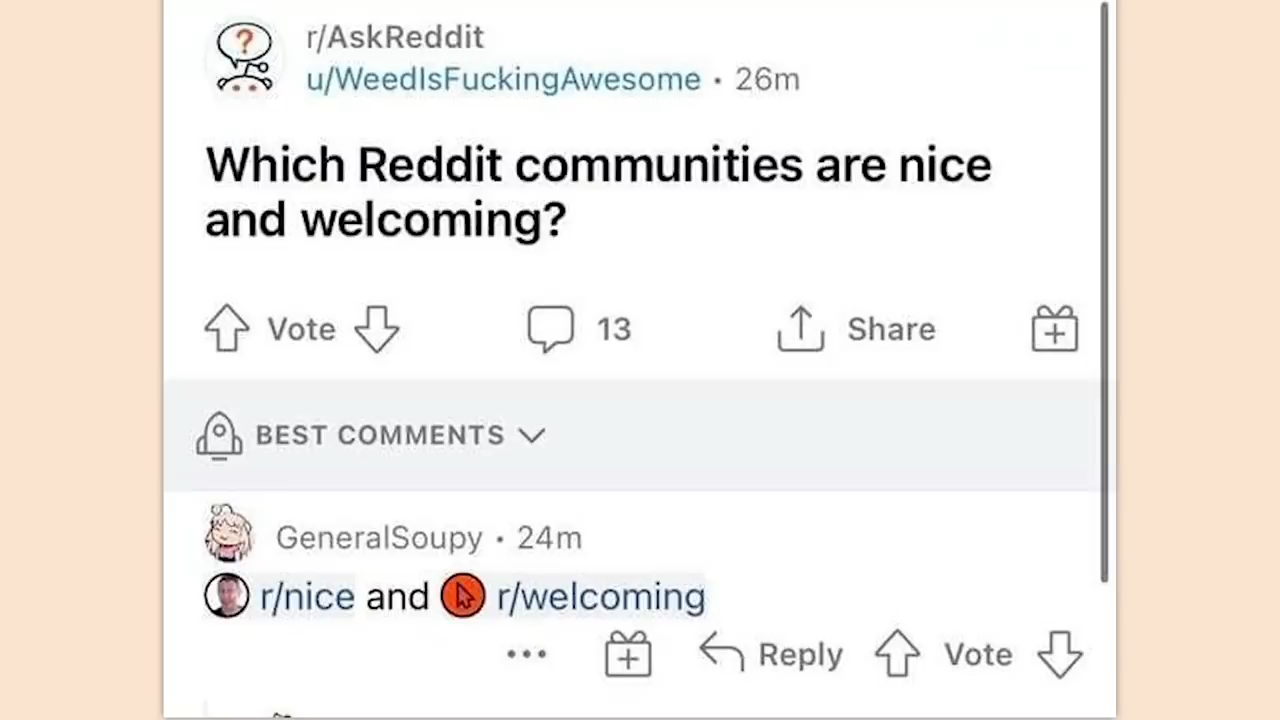 r/AskReddit
u/WeedIsFuckingAwesome • 26m
Which Reddit communities are nice
and welcoming?
Vote 13 Share
BEST COMMENTS
GeneralSoupy • 24m
r/nice and r/welcoming
••• Reply Vote